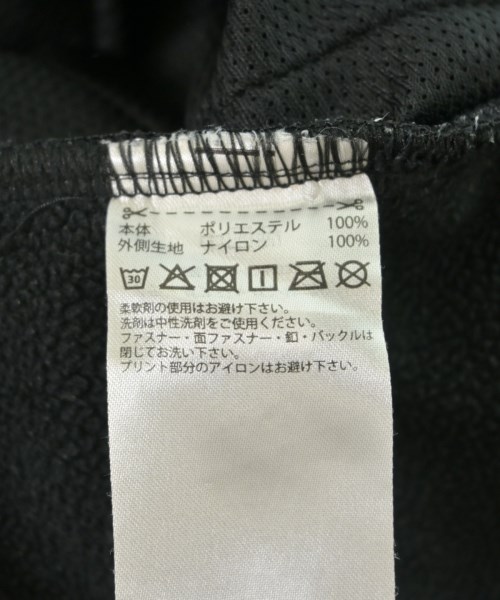 本体 ポリエステル 100%
外側生地 ナイロン 100%
30
柔軟剤の使用はお避け下さい。
洗剤は中性洗剤をご使用ください。
ファスナー・面ファスナー・釦・バックルは
閉じてお洗い下さい。
プリント部分のアイロンはお避け下さい。